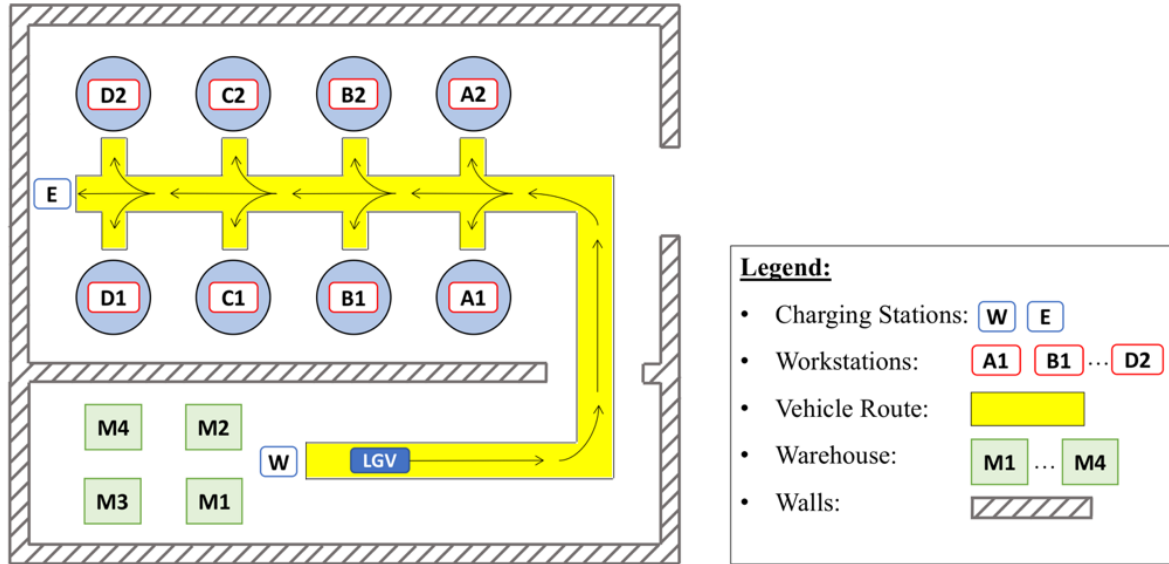 D2 C2 B2 A2
E
D1 C1 B1 A1
M4 M2
W LGV
M3 M1
Legend:
• Charging Stations: W E
• Workstations: A1 B1 ... D2
• Vehicle Route:
• Warehouse: M1 ... M4
• Walls: